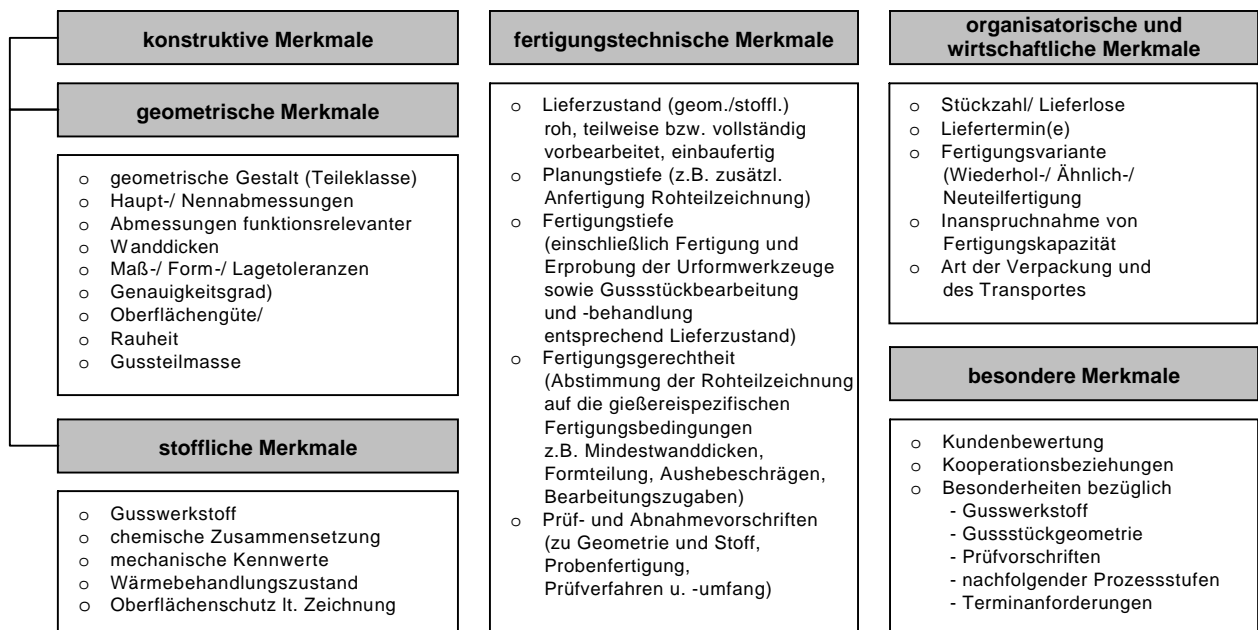 konstruktive Merkmale
geometrische Merkmale
o geometrische Gestalt (Teileklasse)
o Haupt-/ Nennabmessungen
o Abmessungen funktionsrelevanter
o Wanddicken
o Maß-/ Form-/ Lagetoleranzen
o Genauigkeitsgrad)
o Oberflächengüte/
o Rauheit
o Gussteilmasse
stoffliche Merkmale
o Gusswerkstoff
o chemische Zusammensetzung
o mechanische Kennwerte
o Wärmebehandlungszustand
o Oberflächenschutz lt. Zeichnung
fertigungstechnische Merkmale
o Lieferzustand (geom./stoffl.)
roh, teilweise bzw. vollständig
vorbearbeitet, einbaufertig
o Planungstiefe (z.B. zusätzl.
Anfertigung Rohteilzeichnung)
o Fertigungstiefe
(einschließlich Fertigung und
Erprobung der Urformwerkzeuge
sowie Gussstückbearbeitung
und -behandlung
entsprechend Lieferzustand)
o Fertigungsgerechtheit
(Abstimmung der Rohteilzeichnung
auf die gießereispezifischen
Fertigungsbedingungen
z.B. Mindestwanddicken,
Formteilung, Aushebeschrägen,
Bearbeitungszugaben)
o Prüf- und Abnahmevorschriften
(zu Geometrie und Stoff,
Probenfertigung,
Prüfverfahren u. -umfang)
organisatorische und
wirtschaftliche Merkmale
o Stückzahl/ Lieferlose
o Liefertermin(e)
o Fertigungsvariante
(Wiederhol-/ Ähnlich-/
Neuteilfertigung
o Inanspruchnahme von
Fertigungskapazität
o Art der Verpackung und
des Transportes
besondere Merkmale
o Kundenbewertung
o Kooperationsbeziehungen
o Besonderheiten bezüglich
- Gusswerkstoff
- Gussstückgeometrie
- Prüfvorschriften
- nachfolgender Prozessstufen
- Terminanforderungen